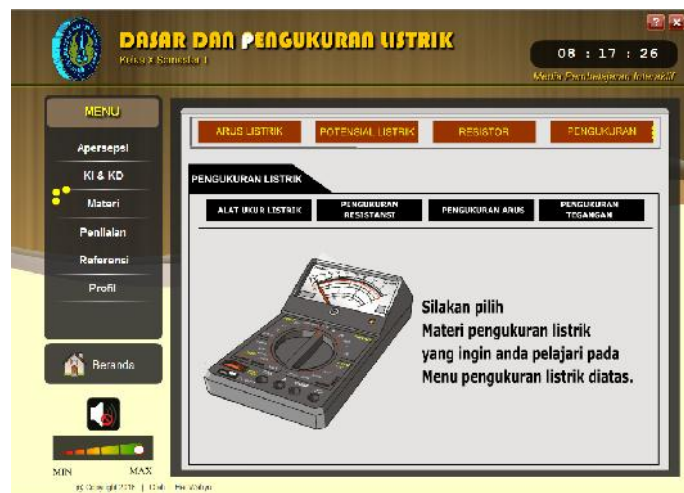 DASAR DAN PENGUKURAN LISTRIK
Kelas X Semester 1
08 : 17 : 26
Media Pembelajaran Interaktif
MENU
Apersepsi
KI & KD
Materi
Penilaian
Referensi
Profil
Beranda
MIN MAX
ARUS LISTRIK POTENSIAL LISTRIK RESISTOR PENGUKURAN
PENGUKURAN LISTRIK
ALAT UKUR LISTRIK PENGUKURAN RESISTANSI PENGUKURAN ARUS PENGUKURAN TEGANGAN
Silakan pilih
Materi pengukuran listrik
yang ingin anda pelajari pada
Menu pengukuran listrik diatas.